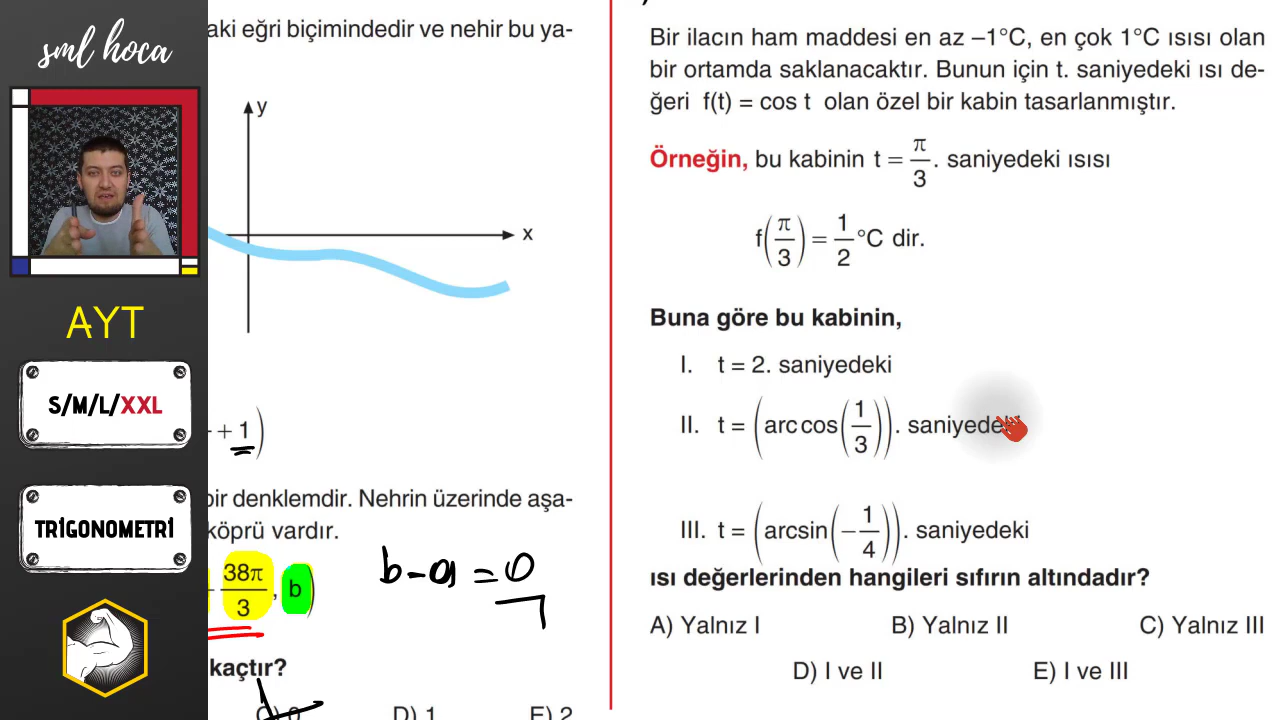 sml hoca
AYT
S/M/L/XXL
TRİGONOMETRİ
aki eğri biçimindedir ve nehir bu ya-
y
x
+ 1)
bir denklemdir. Nehrin üzerinde aşa-
köprü vardır.
38π/3, b)
b - a = 0
kaçtır?
C) 0 D) 1 E) 2
Bir ilacın ham maddesi en az –1°C, en çok 1°C ısısı olan
bir ortamda saklanacaktır. Bunun için t. saniyedeki ısı de-
ğeri f(t) = cos t olan özel bir kabin tasarlanmıştır.
Örneğin, bu kabinin t = π/3. saniyedeki ısısı
f(π/3) = 1/2 °C dir.
Buna göre bu kabinin,
I. t = 2. saniyedeki
II. t = (arc cos(1/3)). saniyedeki
III. t = (arcsin(-1/4)). saniyedeki
ısı değerlerinden hangileri sıfırın altındadır?
A) Yalnız I B) Yalnız II C) Yalnız III
D) I ve II E) I ve III